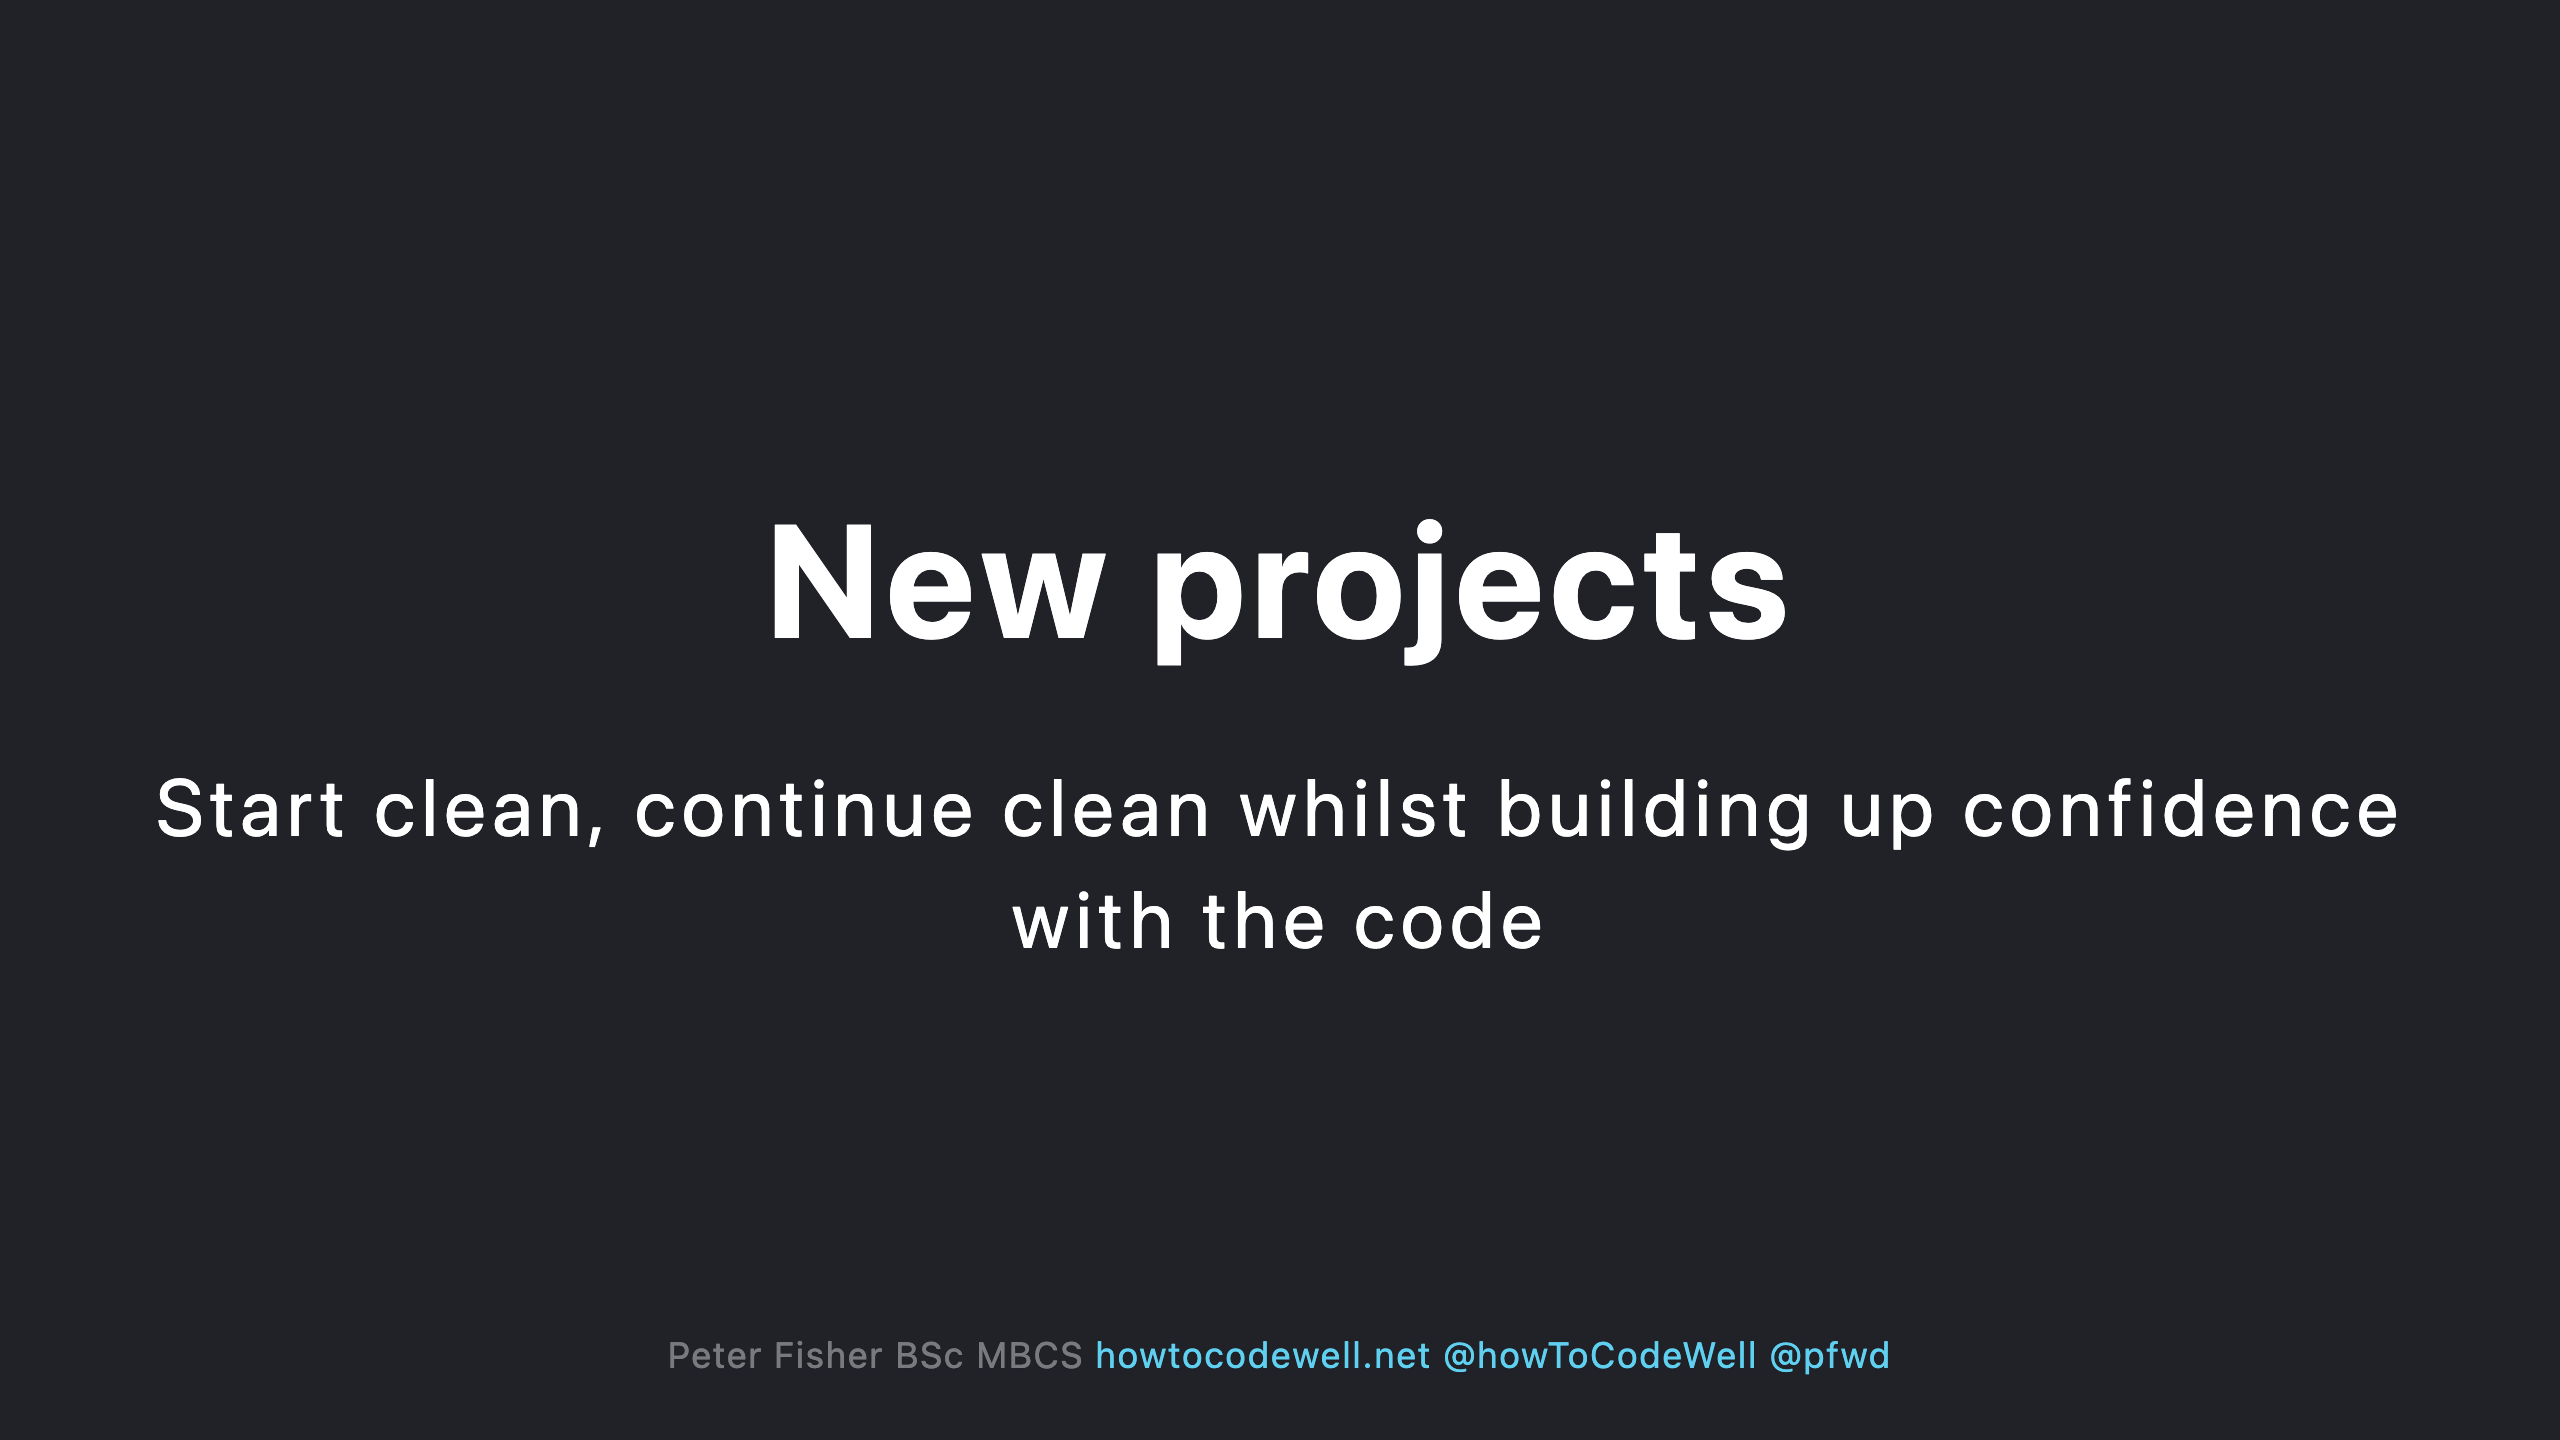 New projects
Start clean, continue clean whilst building up confidence
with the code
Peter Fisher BSc MBCS howtocodewell.net @howToCodeWell @pfwd